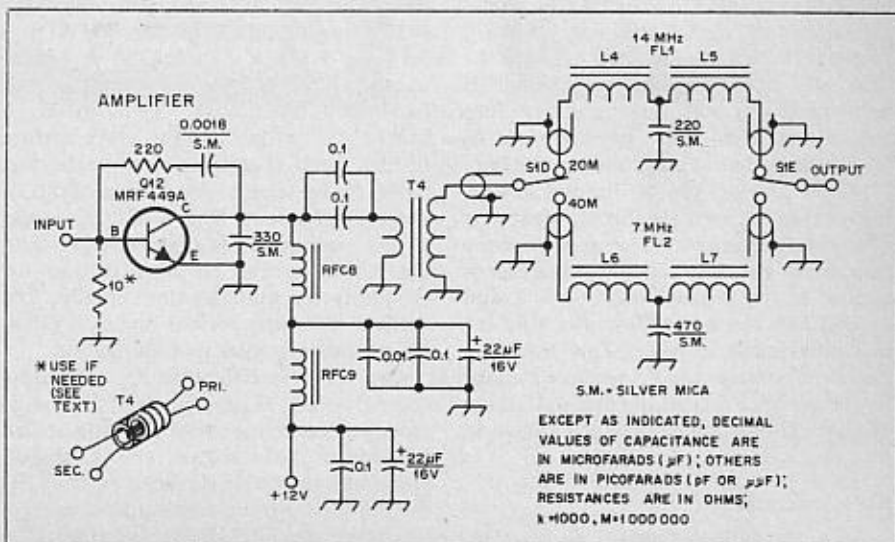 14 MHz
FL1
L4
L5
AMPLIFIER
0.0018
S.M.
220
Q12
MRF449A
C
0.1
0.1
T4
220
S.M.
S1D
20M
S1E
OUTPUT
40M
INPUT
B
E
330
S.M.
RFC8
7 MHz
FL2
L6
L7
10*
0.01
0.1
+
22µF
16V
470
S.M.
RFC9
*USE IF
NEEDED
(SEE
TEXT)
T4
PRI.
SEC.
0.1
+
22µF
16V
+12V
S.M. = SILVER MICA
EXCEPT AS INDICATED, DECIMAL
VALUES OF CAPACITANCE ARE
IN MICROFARADS (µF); OTHERS
ARE IN PICOFARADS (pF OR µµF);
RESISTANCES ARE IN OHMS;
k=1000, M=1000000